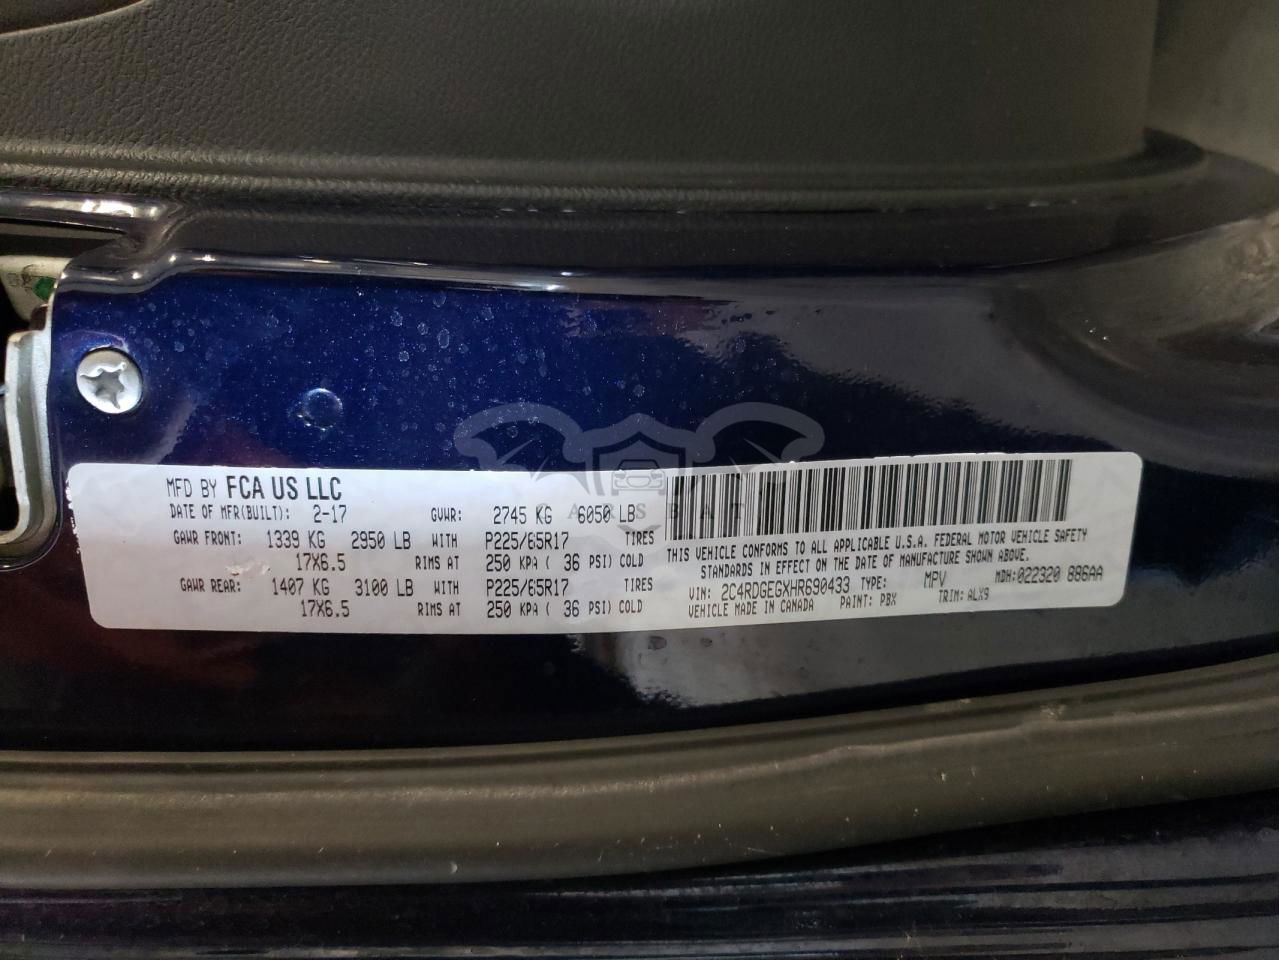 MFD BY FCA US LLC
DATE OF MFR(BUILT): 2-17 GVWR: 2745 KG 6050 LB
GAWR FRONT: 1339 KG 2950 LB WITH P225/65R17 TIRES
17X6.5 RIMS AT 250 KPA ( 36 PSI) COLD
GAWR REAR: 1407 KG 3100 LB WITH P225/65R17 TIRES
17X6.5 RIMS AT 250 KPA ( 36 PSI) COLD
THIS VEHICLE CONFORMS TO ALL APPLICABLE U.S.A. FEDERAL MOTOR VEHICLE SAFETY
STANDARDS IN EFFECT ON THE DATE OF MANUFACTURE SHOWN ABOVE.
VIN: 2C4RDGEGXHR690433 TYPE: MPV MDH:022320 886AA
VEHICLE MADE IN CANADA PAINT: PBX TRIM: ALX9
CARSBAT